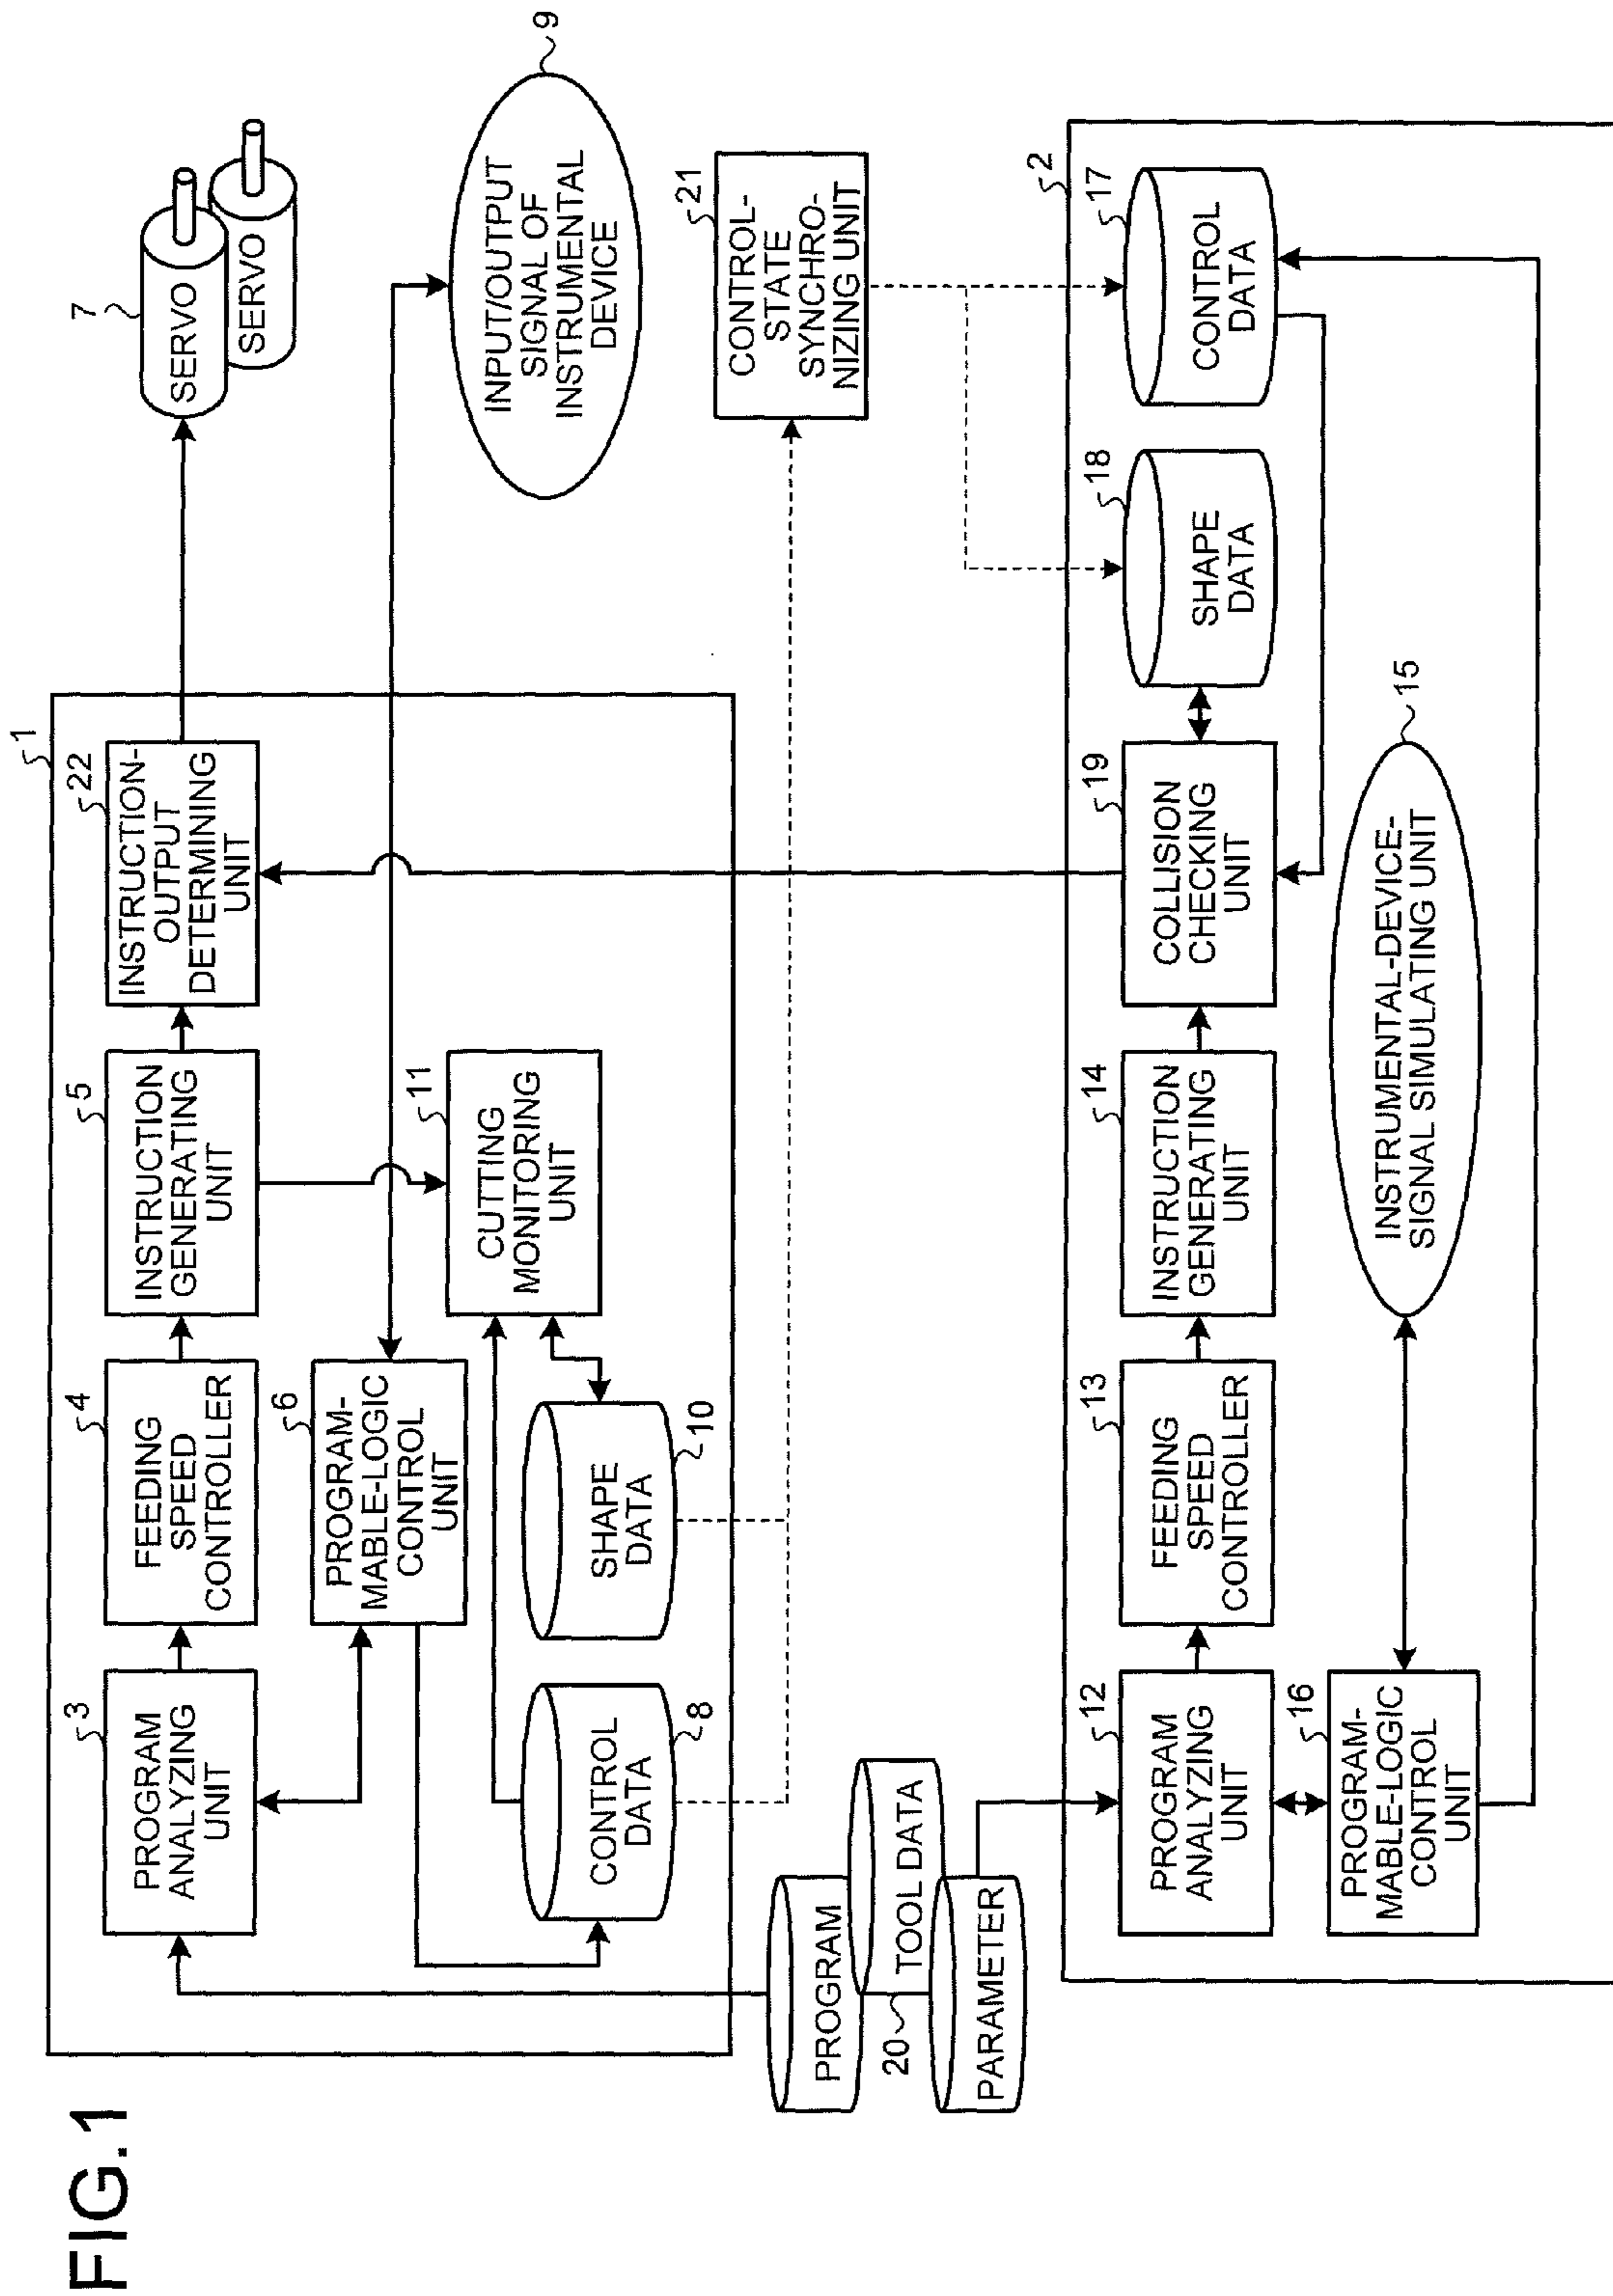 FIG.1
1
3
PROGRAM
ANALYZING
UNIT
4
FEEDING
SPEED
CONTROLLER
5
INSTRUCTION
GENERATING
UNIT
22
INSTRUCTION-
OUTPUT
DETERMINING
UNIT
7
SERVO
SERVO
6
PROGRAM-
MABLE-LOGIC
CONTROL
UNIT
11
CUTTING
MONITORING
UNIT
9
INPUT/OUTPUT
SIGNAL OF
INSTRUMENTAL
DEVICE
CONTROL
DATA
8
SHAPE
DATA
10
21
CONTROL-
STATE
SYNCHRO-
NIZING UNIT
PROGRAM
TOOL DATA
PARAMETER
20
2
12
PROGRAM
ANALYZING
UNIT
13
FEEDING
SPEED
CONTROLLER
14
INSTRUCTION
GENERATING
UNIT
19
COLLISION
CHECKING
UNIT
18
SHAPE
DATA
17
CONTROL
DATA
16
PROGRAM-
MABLE-LOGIC
CONTROL
UNIT
15
INSTRUMENTAL-DEVICE-
SIGNAL SIMULATING UNIT